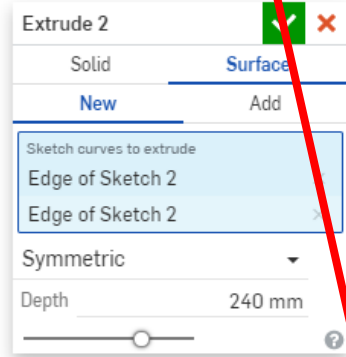 Extrude 2
Solid Surface
New Add
Sketch curves to extrude
Edge of Sketch 2
Edge of Sketch 2
Symmetric
Depth 240 mm